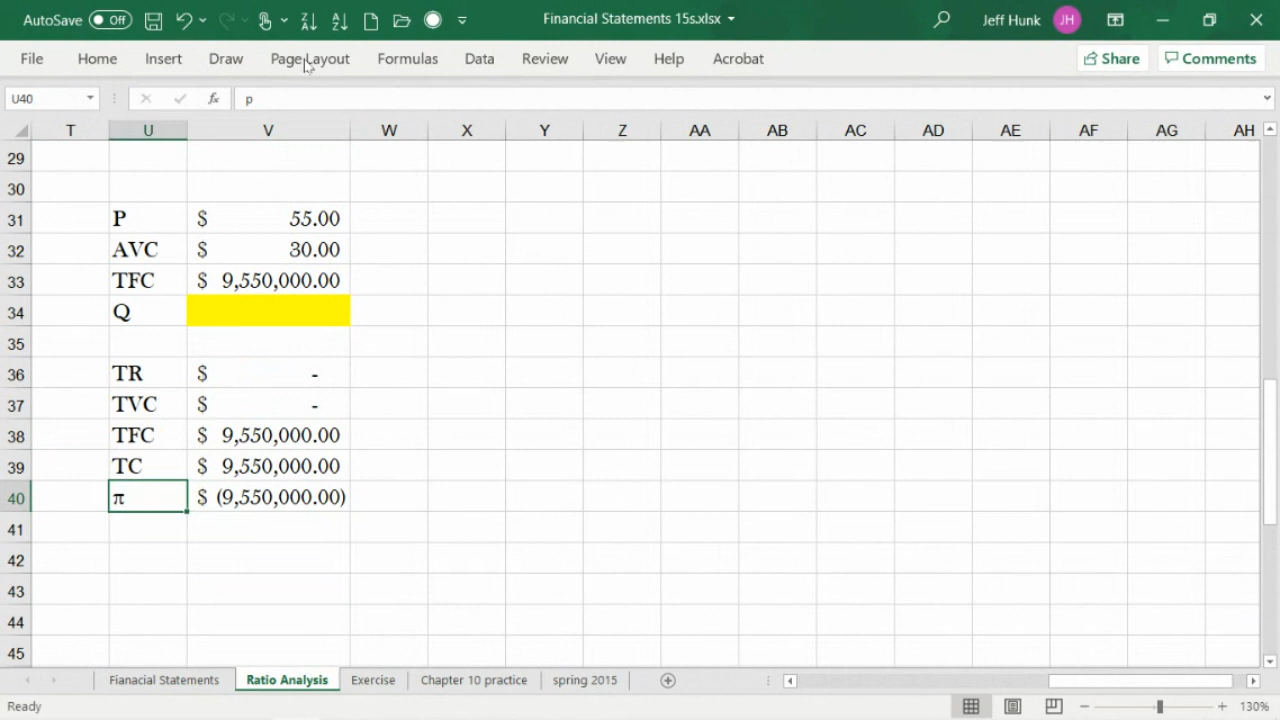 AutoSave Off Financial Statements 15s.xlsx Jeff Hunk JH
File Home Insert Draw Page Layout Formulas Data Review View Help Acrobat Share Comments
U40 fx p
T U V W X Y Z AA AB AC AD AE AF AG AH
29
30
31 P $ 55.00
32 AVC $ 30.00
33 TFC $ 9,550,000.00
34 Q
35
36 TR $ -
37 TVC $ -
38 TFC $ 9,550,000.00
39 TC $ 9,550,000.00
40 π $ (9,550,000.00)
41
42
43
44
45
Fianacial Statements Ratio Analysis Exercise Chapter 10 practice spring 2015
Ready 130%